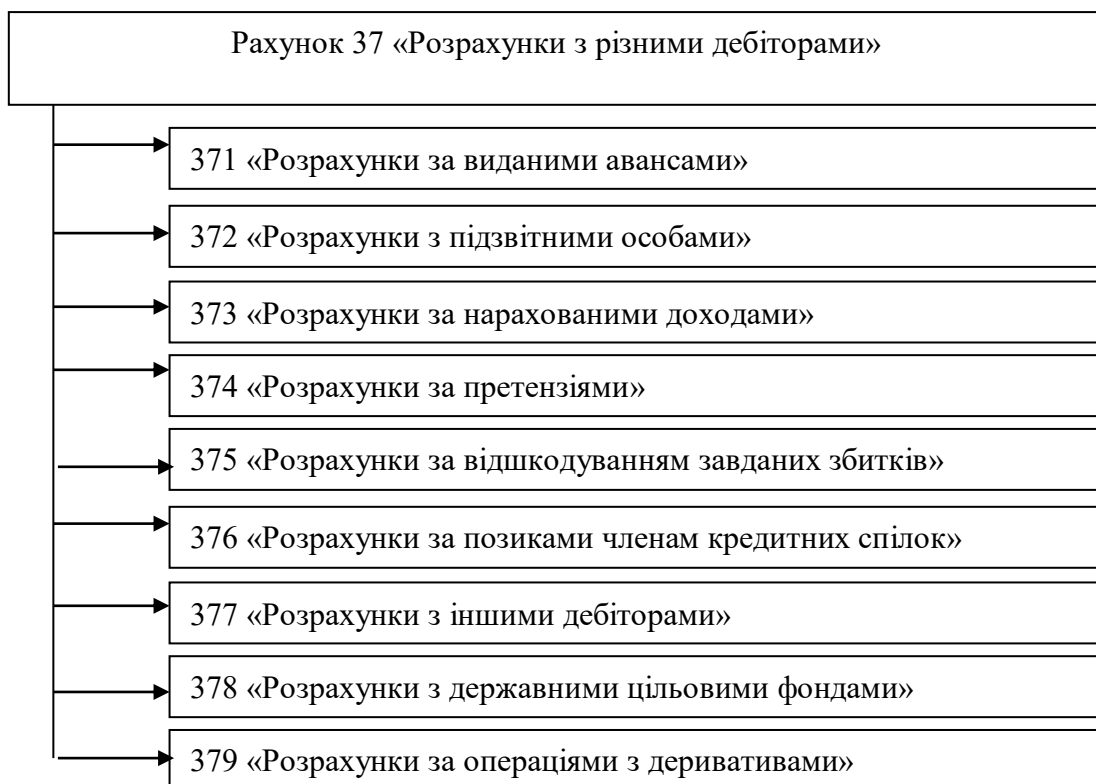 Рахунок 37 «Розрахунки з різними дебіторами»
371 «Розрахунки за виданими авансами»
372 «Розрахунки з підзвітними особами»
373 «Розрахунки за нарахованими доходами»
374 «Розрахунки за претензіями»
375 «Розрахунки за відшкодуванням завданих збитків»
376 «Розрахунки за позиками членам кредитних спілок»
377 «Розрахунки з іншими дебіторами»
378 «Розрахунки з державними цільовими фондами»
379 «Розрахунки за операціями з деривативами»